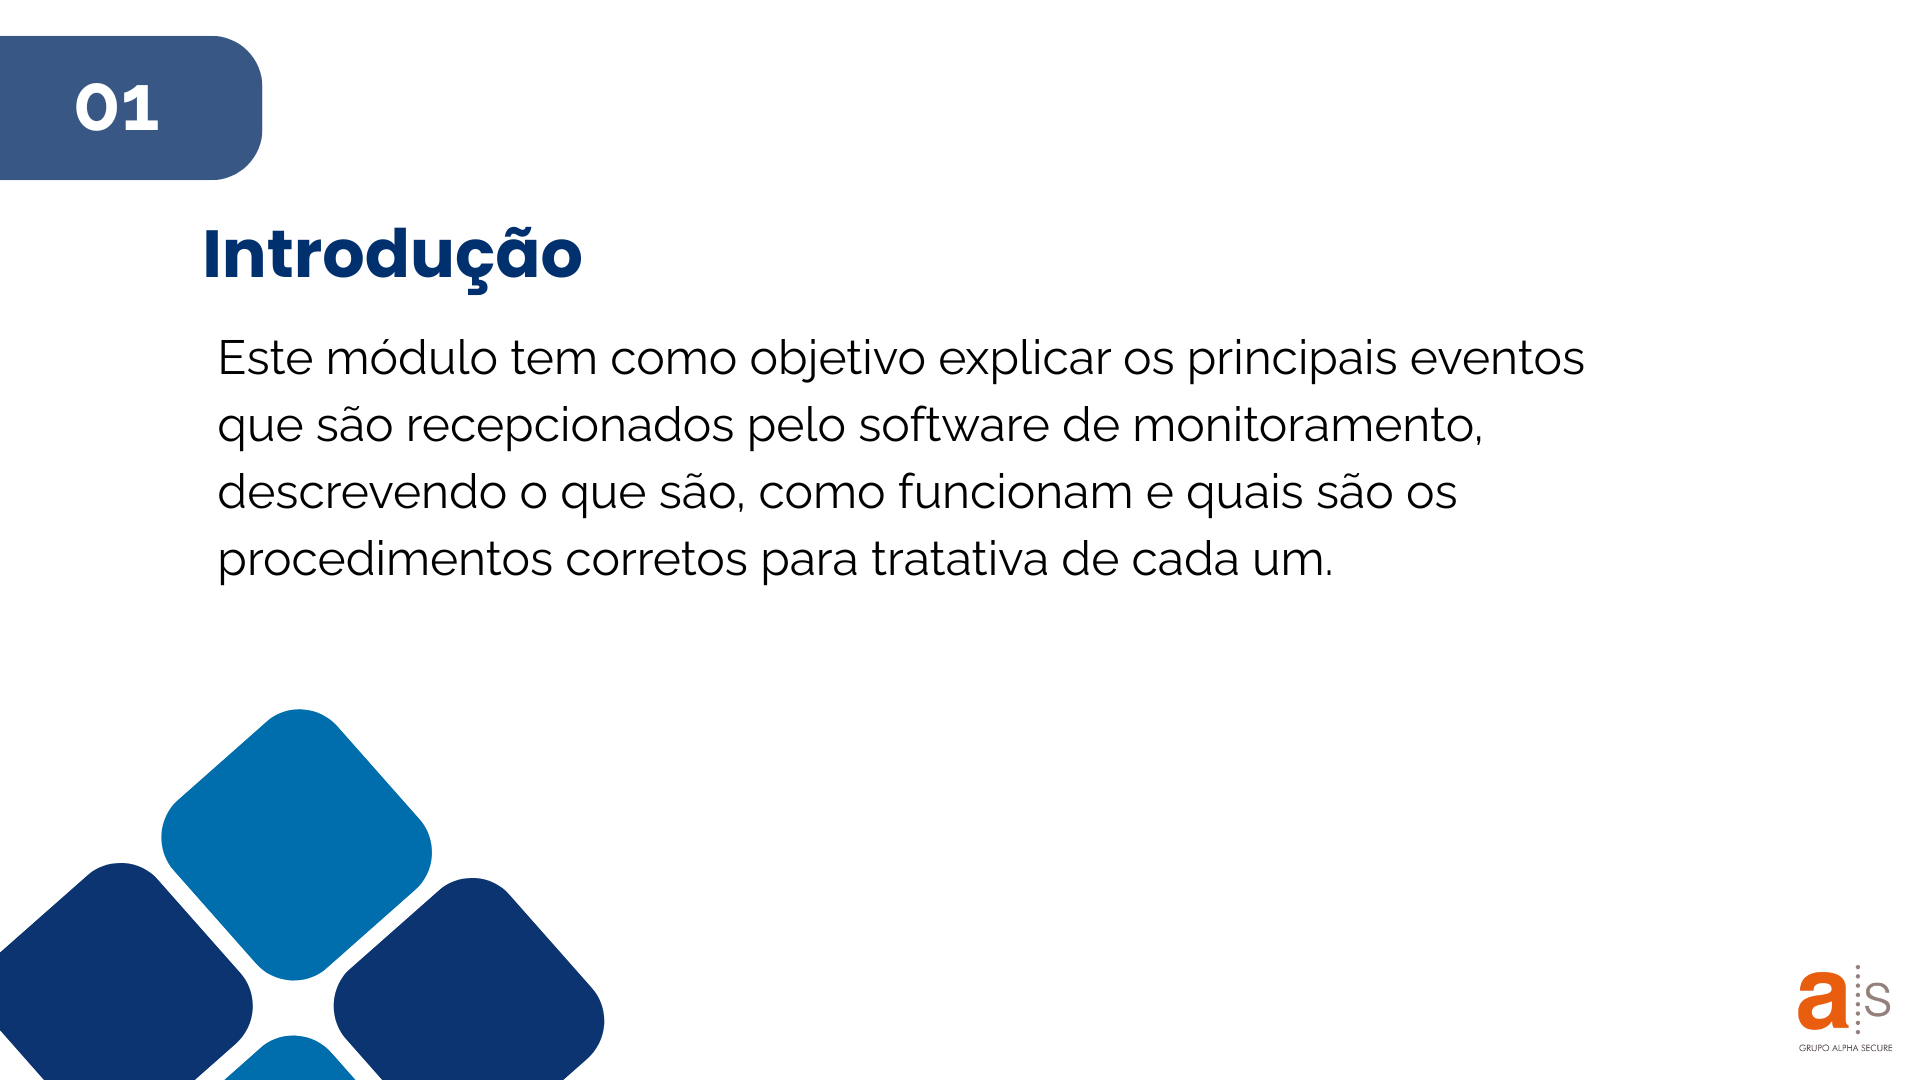 01
Introdução
Este módulo tem como objetivo explicar os principais eventos
que são recepcionados pelo software de monitoramento,
descrevendo o que são, como funcionam e quais são os
procedimentos corretos para tratativa de cada um.
a s
GRUPO ALPHA SECURE